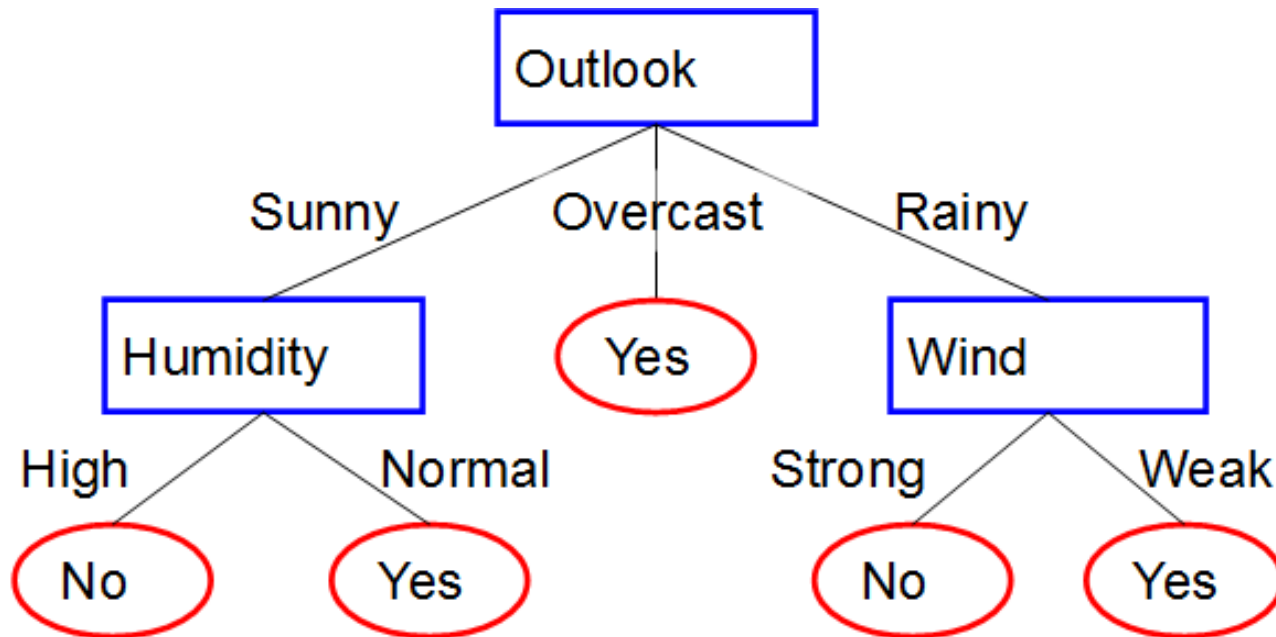 Outlook
Sunny Overcast Rainy
Humidity Yes Wind
High Normal Strong Weak
No Yes No Yes